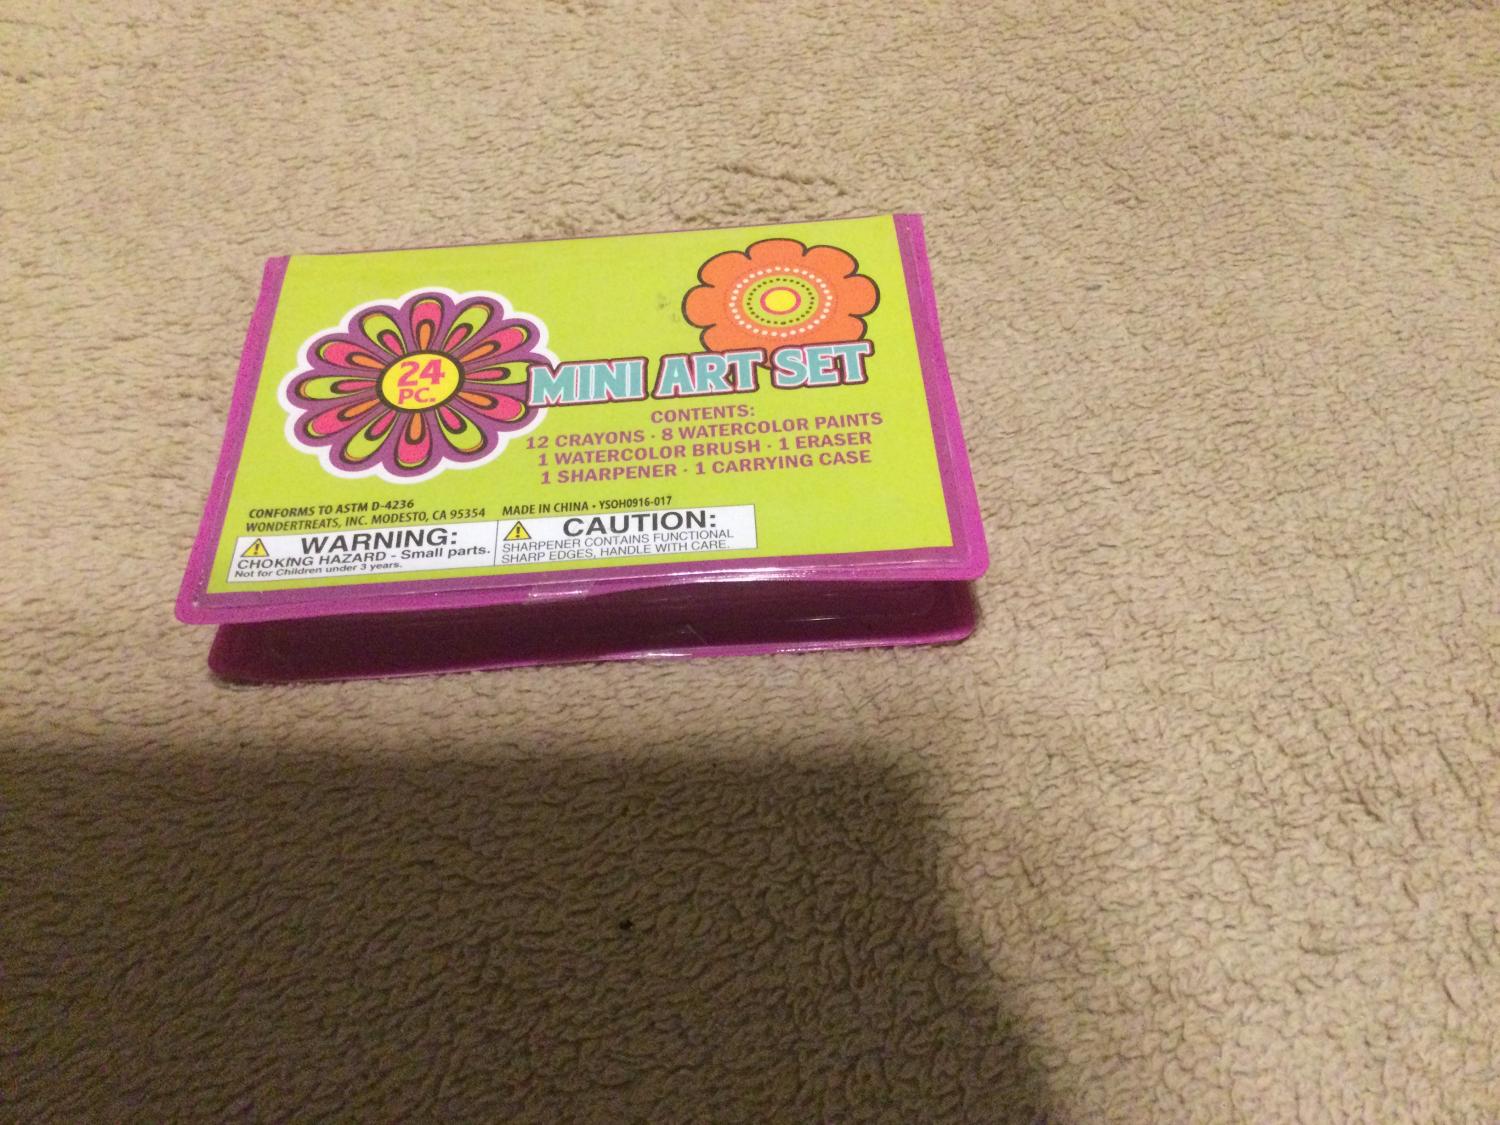 24
PC.
MINI ART SET
CONTENTS:
12 CRAYONS · 8 WATERCOLOR PAINTS
1 WATERCOLOR BRUSH · 1 ERASER
1 SHARPENER · 1 CARRYING CASE
CONFORMS TO ASTM D-4236
WONDERTREATS, INC. MODESTO, CA 95354 MADE IN CHINA • YSOH0916-017
WARNING:
CHOKING HAZARD - Small parts.
Not for Children under 3 years.
CAUTION:
SHARPENER CONTAINS FUNCTIONAL
SHARP EDGES, HANDLE WITH CARE.